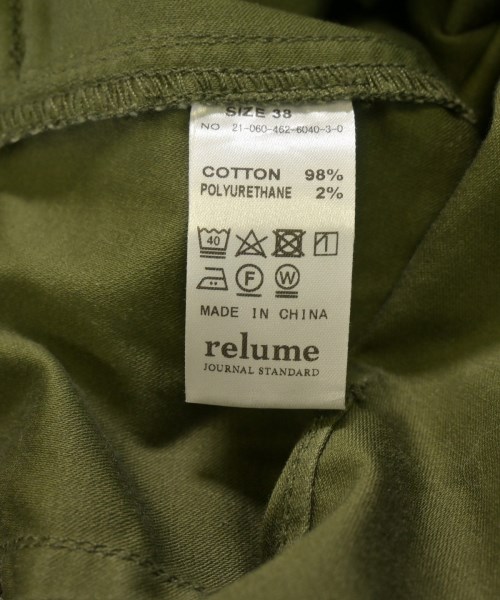 SIZE 38
NO 21-060-462-6040-3-0
COTTON 98%
POLYURETHANE 2%
40
F W
MADE IN CHINA
relume
JOURNAL STANDARD